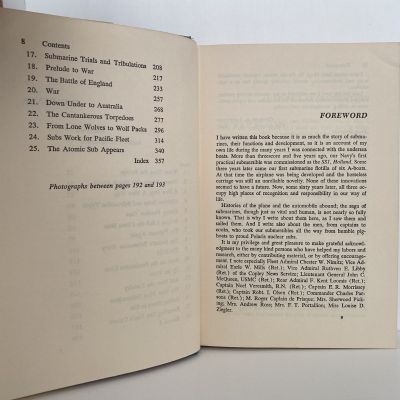 8 Contents
17. Submarine Trials and Tribulations 208
18. Prelude to War 217
19. The Battle of England 233
20. War 257
21. Down Under to Australia 268
22. The Cantankerous Torpedoes 277
23. From Lone Wolves to Wolf Packs 296
24. Subs Work for Pacific Fleet 314
25. The Atomic Sub Appears 340
Index 357
Photographs between pages 192 and 193
FOREWORD
I have written this book because it is as much the story of subma-
rines, their functions and development, as it is an account of my
own life during the many years I was connected with the undersea
boats. More than threescore and five years ago, our Navy's first
practical submarine was commissioned as the SS1, Holland. Some
years later came our first submarine flotilla of six A-boats.
At that time the airplane was being developed and the horseless
carriage was still an unreliable novelty. None of these innovations
seemed to have a future. Now, some sixty years later, all three occu-
py high places of recognition and responsibility in our way of
life.
Histories of the plane and the automobile abound; the saga of
submarines, though just as vital and human, is not nearly so fully
known. That is why I write about them here, as I saw them and
sailed them. And I write also about the men, from captains to
cooks, who took our submersibles all the way from humble pig-
boats to proud Polaris nuclear subs.
It is my privilege and great pleasure to make grateful acknowl-
edgment to the many kind persons who have helped my labors and
research, either by contributing material, or by offering encourage-
ment. I note especially Fleet Admiral Chester W. Nimitz; Vice Ad-
miral Earle W. Mills (Ret.); Vice Admiral Ruthven E. Libby
(Ret.) (of the Copley News Service); Lieutenant General John C.
McQueen, USMC (Ret.); Rear Admiral F. Kent Loomis (Ret.);
Captain Noel Voresmith, R.N. (Ret.); Captain E. R. Morrissey
(Ret.); Captain Robt. I. Olsen (Ret.); Commander Charles Par-
sons (Ret.); M. Roger Caplain de Prisque; Mrs. Sherwood Pick-
ing; Mrs. Andrew Ross; Mrs. F. T. Portallion; Miss Louise D.
Ziegler.
9